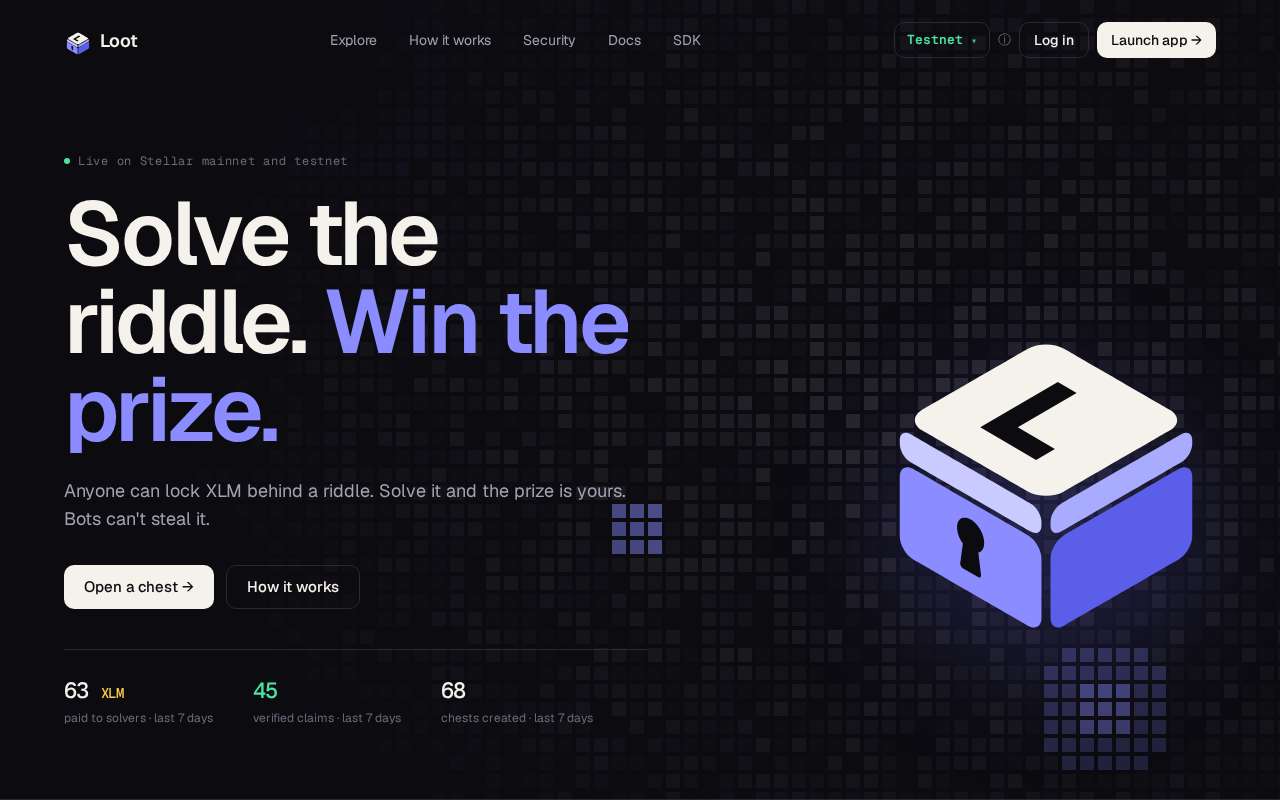 Loot
Explore
How it works
Security
Docs
SDK
Testnet ▾
ⓘ
Log in
Launch app →
Live on Stellar mainnet and testnet
Solve the
riddle. Win the
prize.
Anyone can lock XLM behind a riddle. Solve it and the prize is yours.
Bots can't steal it.
Open a chest →
How it works
63 XLM
paid to solvers · last 7 days
45
verified claims · last 7 days
68
chests created · last 7 days